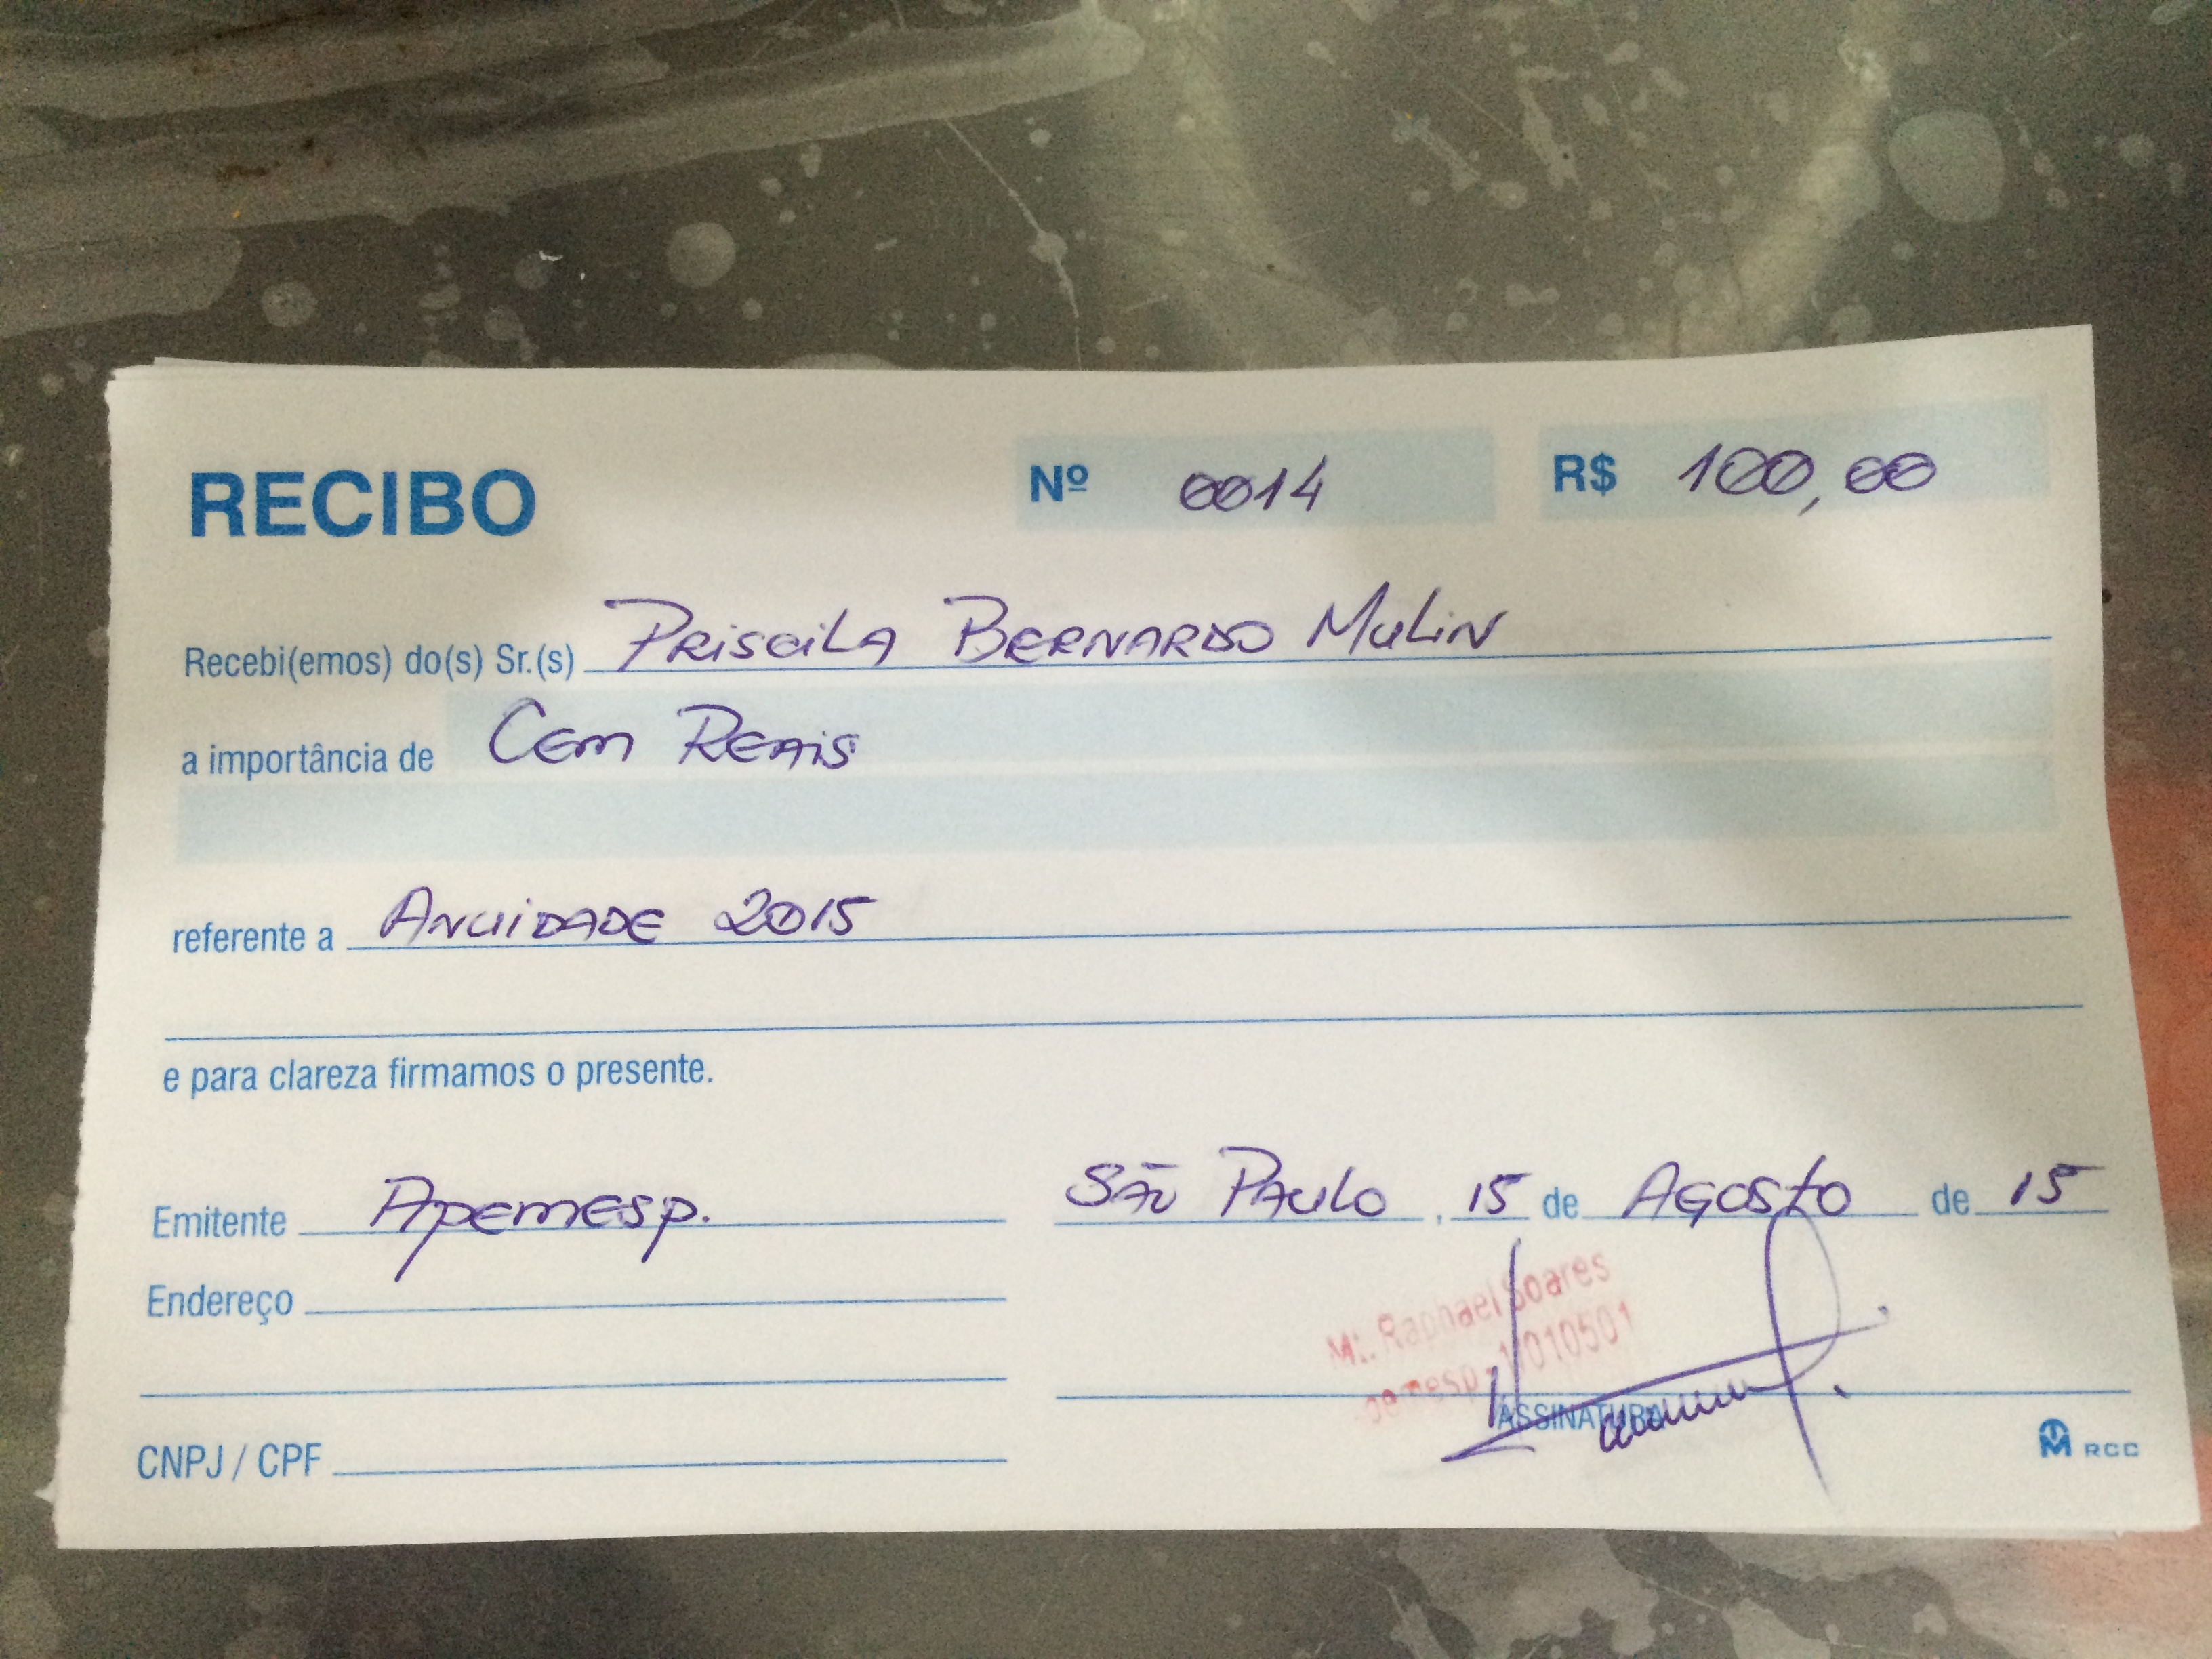 RECIBO Nº 0014 R$ 100,00
Recebi(emos) do(s) Sr.(s) Priscila Bernardo Mulin
a importância de Cem Reais
referente a Anuidade 2015
e para clareza firmamos o presente.
Emitente Apemesp. São Paulo, 15 de Agosto de 15
Endereço
Mt. Raphael Soares
pemesp - 1/010501
ASSINATURA
CNPJ / CPF
RCC